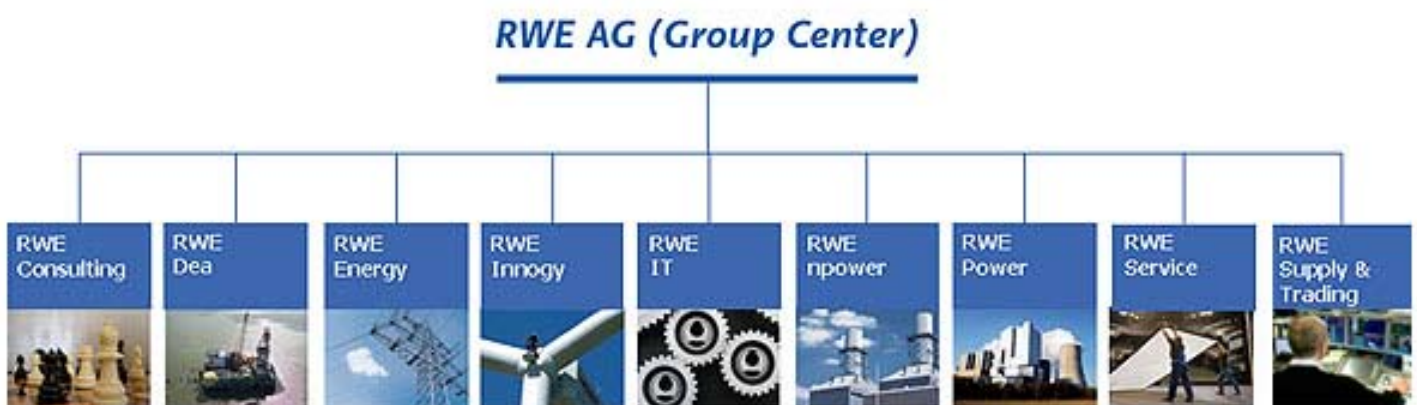 RWE AG (Group Center)
RWE
Consulting
RWE
Dea
RWE
Energy
RWE
Innogy
RWE
IT
RWE
npower
RWE
Power
RWE
Service
RWE
Supply &
Trading